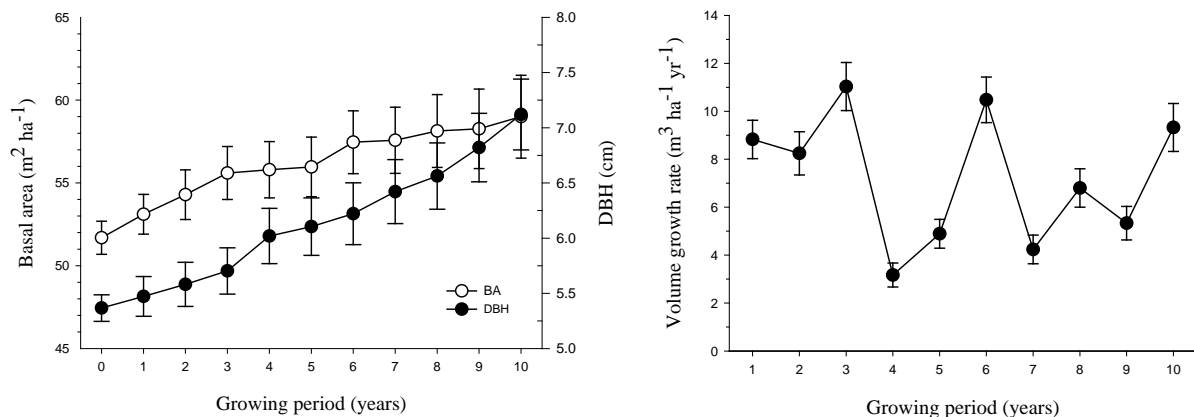 65
60
55
50
45
Basal area (m² ha⁻¹)
8.0
7.5
7.0
6.5
6.0
5.5
5.0
DBH (cm)
BA
DBH
0 1 2 3 4 5 6 7 8 9 10
Growing period (years)
14
12
10
8
6
4
2
0
Volume growth rate (m³ ha⁻¹ yr⁻¹)
1 2 3 4 5 6 7 8 9 10
Growing period (years)